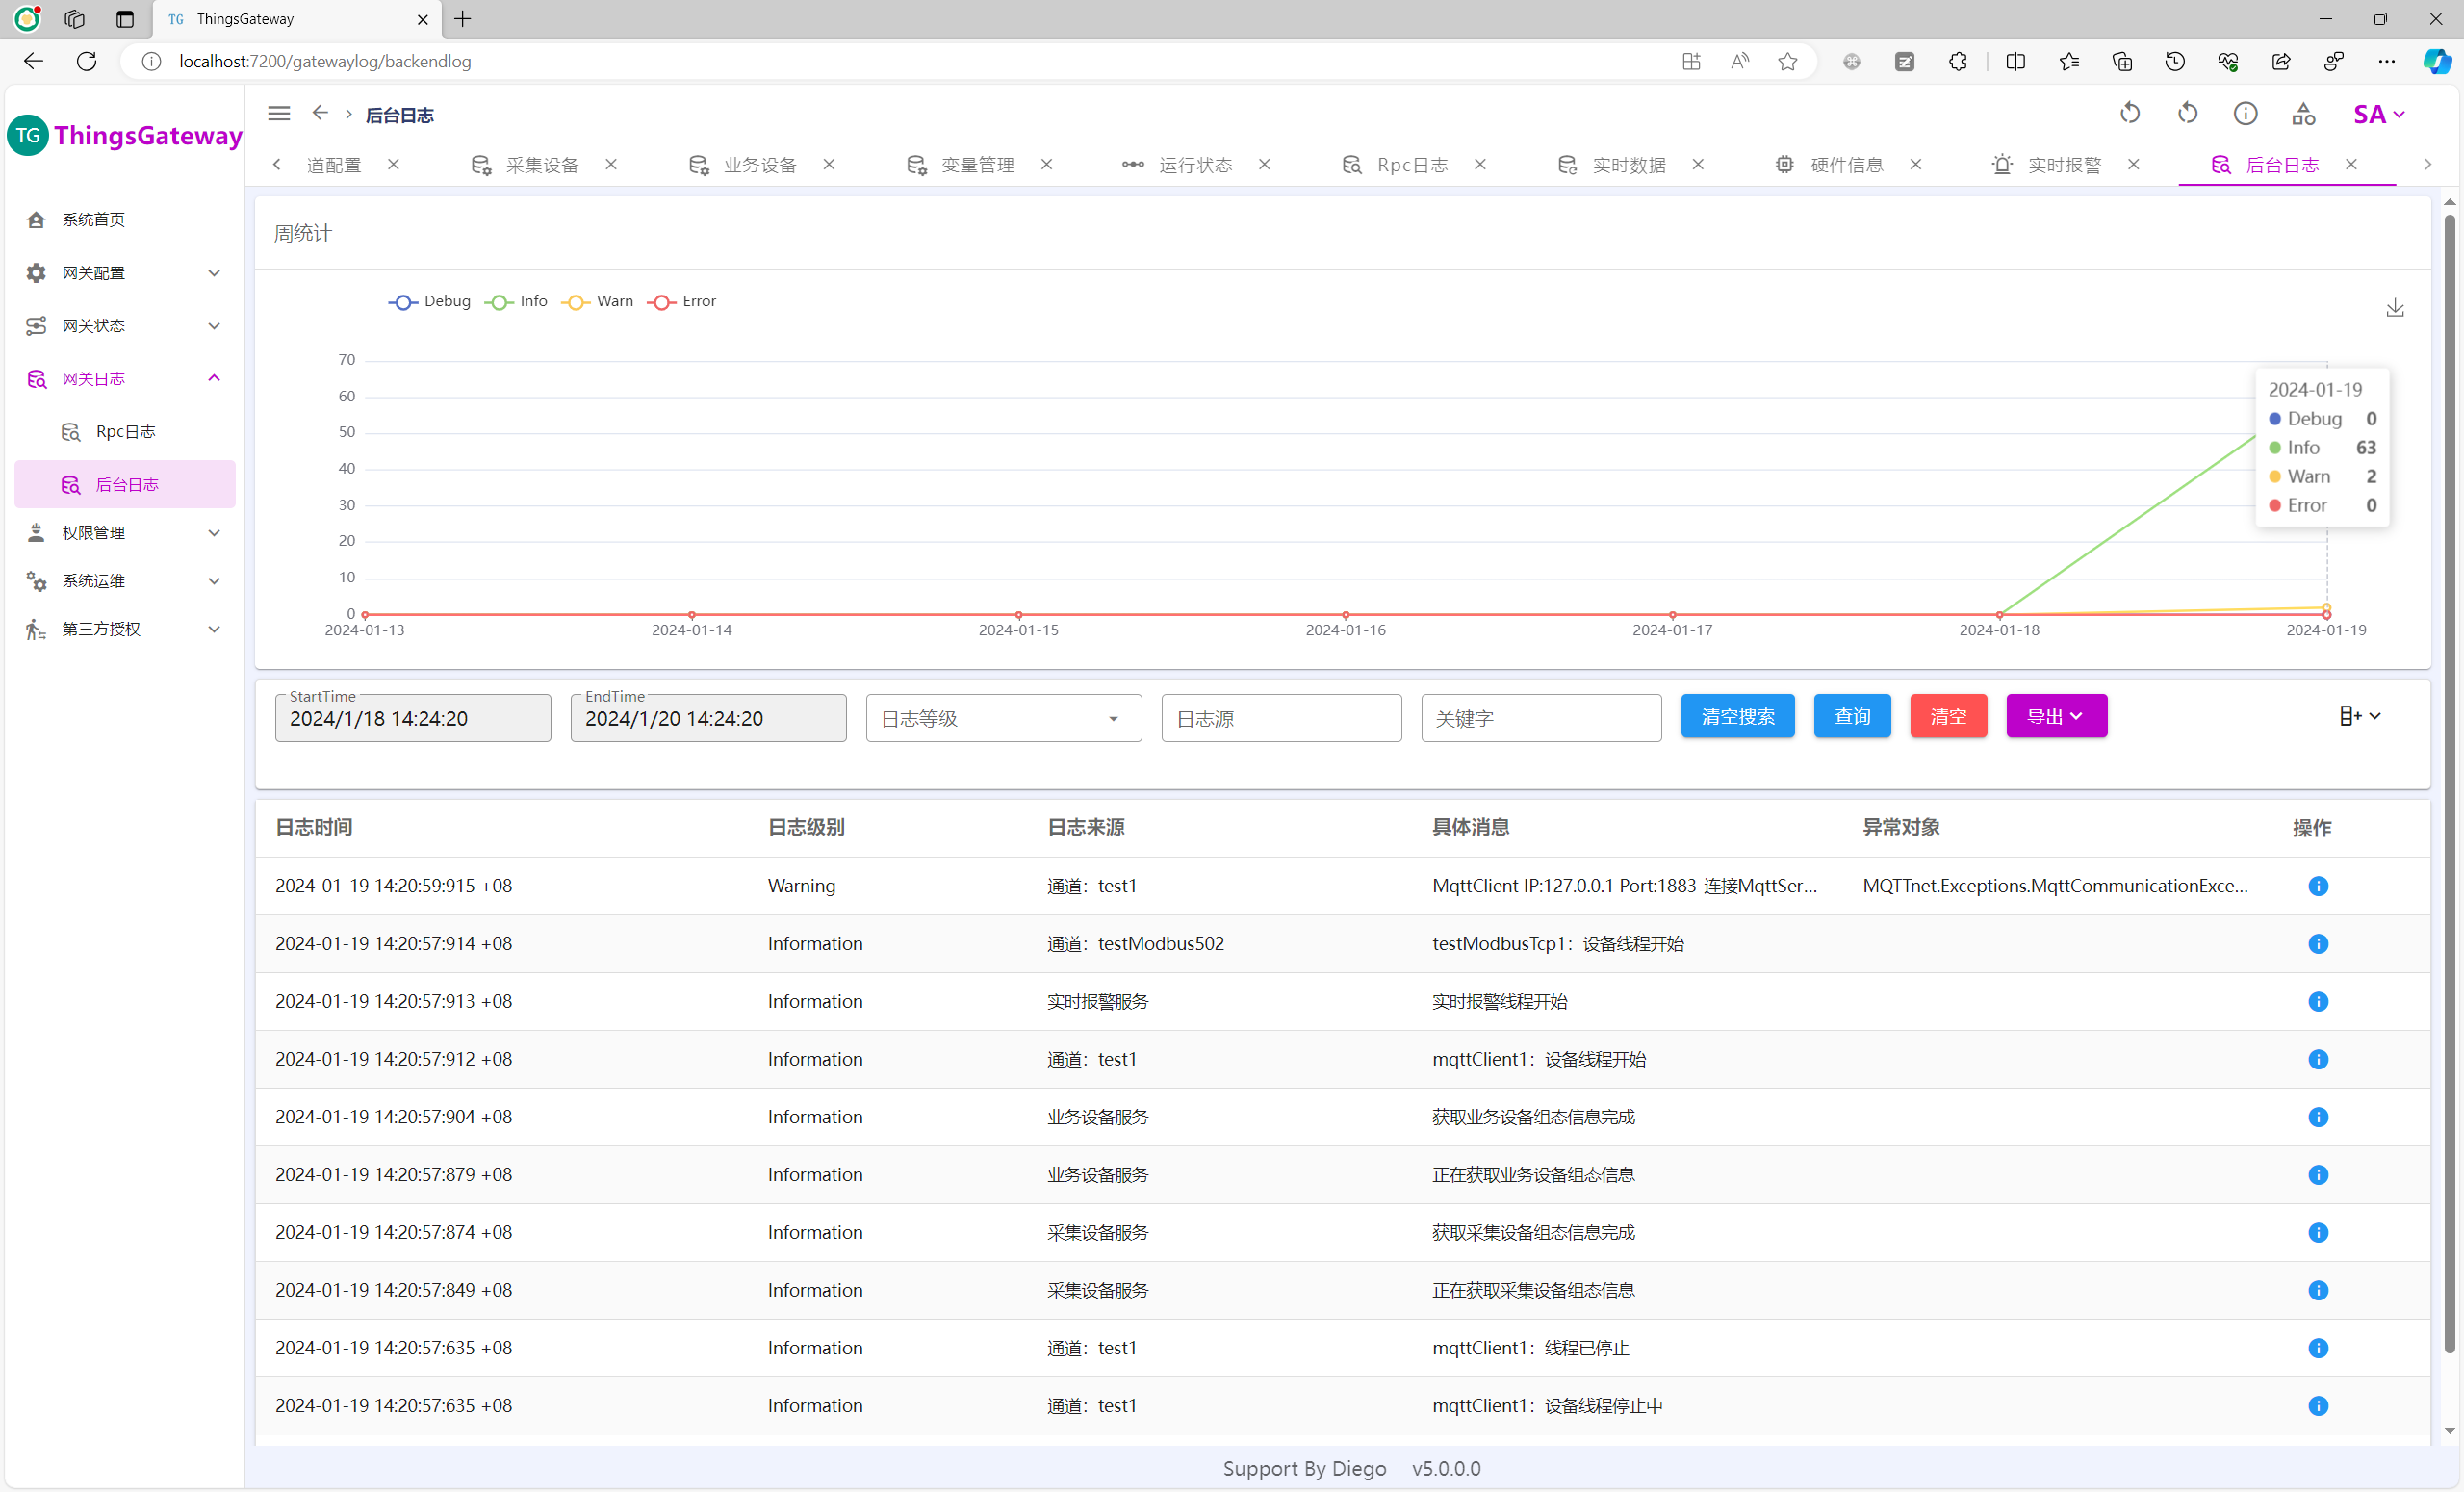 TG ThingsGateway
localhost:7200/gatewaylog/backendlog
TG ThingsGateway
后台日志
SA
道配置 采集设备 业务设备 变量管理 运行状态 Rpc日志 实时数据 硬件信息 实时报警 后台日志
系统首页
网关配置
网关状态
网关日志
Rpc日志
后台日志
权限管理
系统运维
第三方授权
周统计
Debug Info Warn Error
70
60
50
40
30
20
10
0
2024-01-13 2024-01-14 2024-01-15 2024-01-16 2024-01-17 2024-01-18 2024-01-19
2024-01-19
Debug 0
Info 63
Warn 2
Error 0
StartTime EndTime
2024/1/18 14:24:20 2024/1/20 14:24:20 日志等级 日志源 关键字 清空搜索 查询 清空 导出
日志时间 日志级别 日志来源 具体消息 异常对象 操作
2024-01-19 14:20:59:915 +08 Warning 通道：test1 MqttClient IP:127.0.0.1 Port:1883-连接MqttSer... MQTTnet.Exceptions.MqttCommunicationExce...
2024-01-19 14:20:57:914 +08 Information 通道：testModbus502 testModbusTcp1：设备线程开始
2024-01-19 14:20:57:913 +08 Information 实时报警服务 实时报警线程开始
2024-01-19 14:20:57:912 +08 Information 通道：test1 mqttClient1：设备线程开始
2024-01-19 14:20:57:904 +08 Information 业务设备服务 获取业务设备组态信息完成
2024-01-19 14:20:57:879 +08 Information 业务设备服务 正在获取业务设备组态信息
2024-01-19 14:20:57:874 +08 Information 采集设备服务 获取采集设备组态信息完成
2024-01-19 14:20:57:849 +08 Information 采集设备服务 正在获取采集设备组态信息
2024-01-19 14:20:57:635 +08 Information 通道：test1 mqttClient1：线程已停止
2024-01-19 14:20:57:635 +08 Information 通道：test1 mqttClient1：设备线程停止中
Support By Diego v5.0.0.0